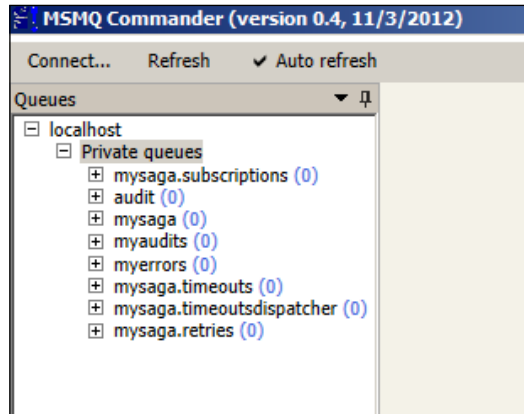 MSMQ Commander (version 0.4, 11/3/2012)
Connect... Refresh Auto refresh
Queues
localhost
Private queues
mysaga.subscriptions (0)
audit (0)
mysaga (0)
myaudits (0)
myerrors (0)
mysaga.timeouts (0)
mysaga.timeoutsdispatcher (0)
mysaga.retries (0)